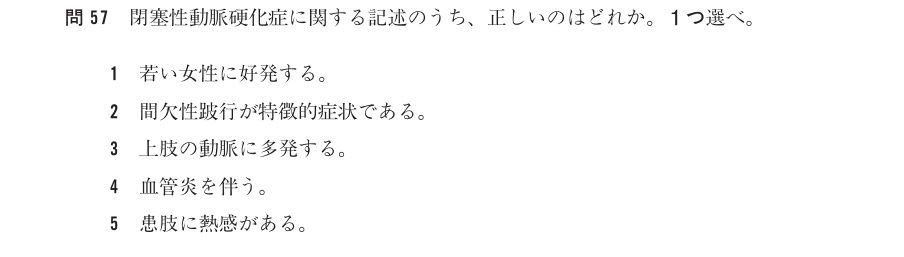 問 57　閉塞性動脈硬化症に関する記述のうち、正しいのはどれか。1つ選べ。
1　若い女性に好発する。
2　間欠性跛行が特徴的症状である。
3　上肢の動脈に多発する。
4　血管炎を伴う。
5　患肢に熱感がある。